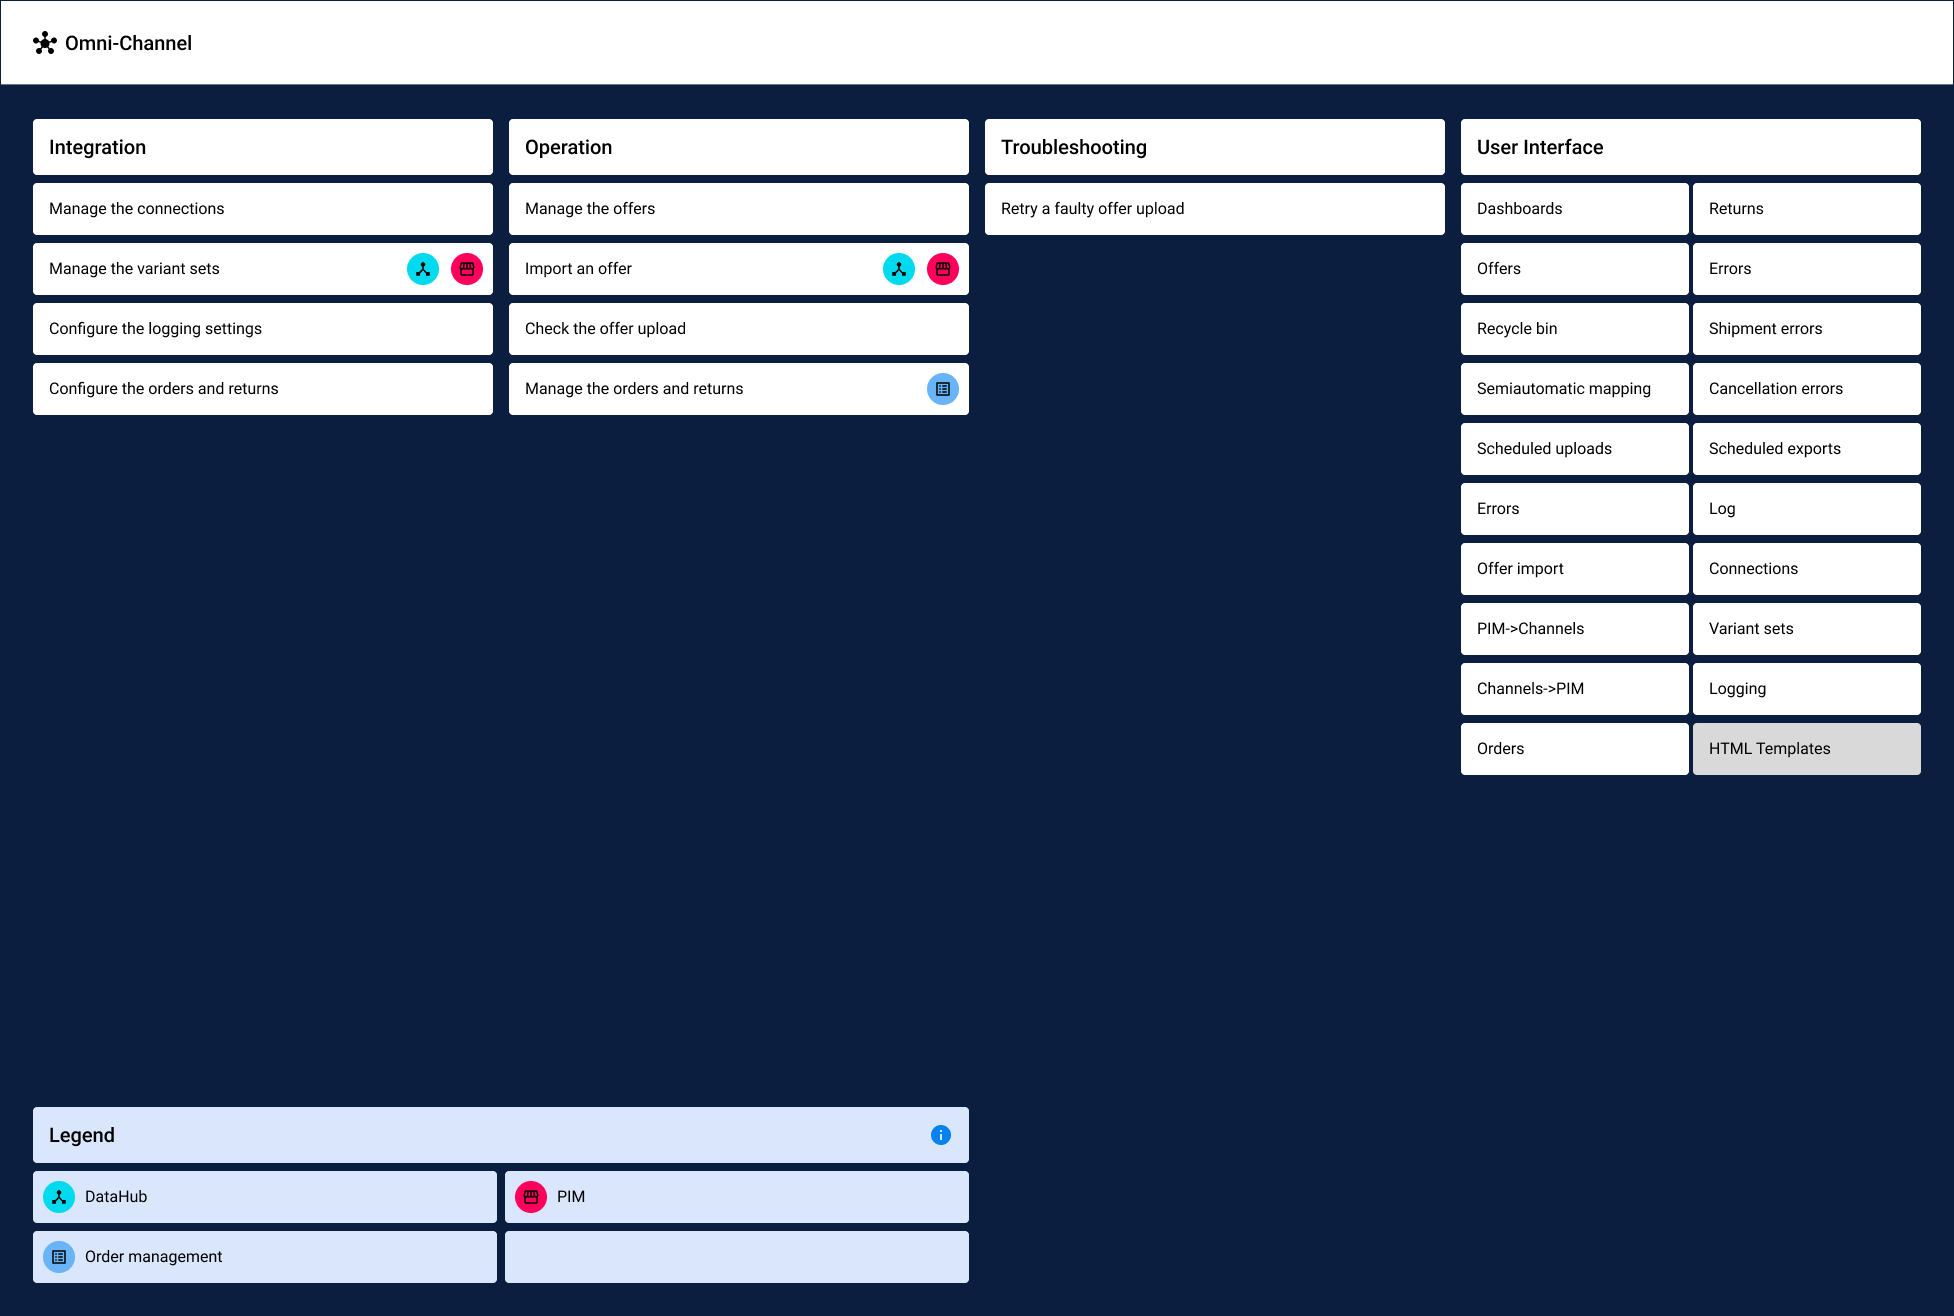 Omni-Channel
Integration
Manage the connections
Manage the variant sets
Configure the logging settings
Configure the orders and returns
Operation
Manage the offers
Import an offer
Check the offer upload
Manage the orders and returns
Troubleshooting
Retry a faulty offer upload
User Interface
Dashboards
Offers
Recycle bin
Semiautomatic mapping
Scheduled uploads
Errors
Offer import
PIM->Channels
Channels->PIM
Orders
Returns
Errors
Shipment errors
Cancellation errors
Scheduled exports
Log
Connections
Variant sets
Logging
HTML Templates
Legend
DataHub
PIM
Order management